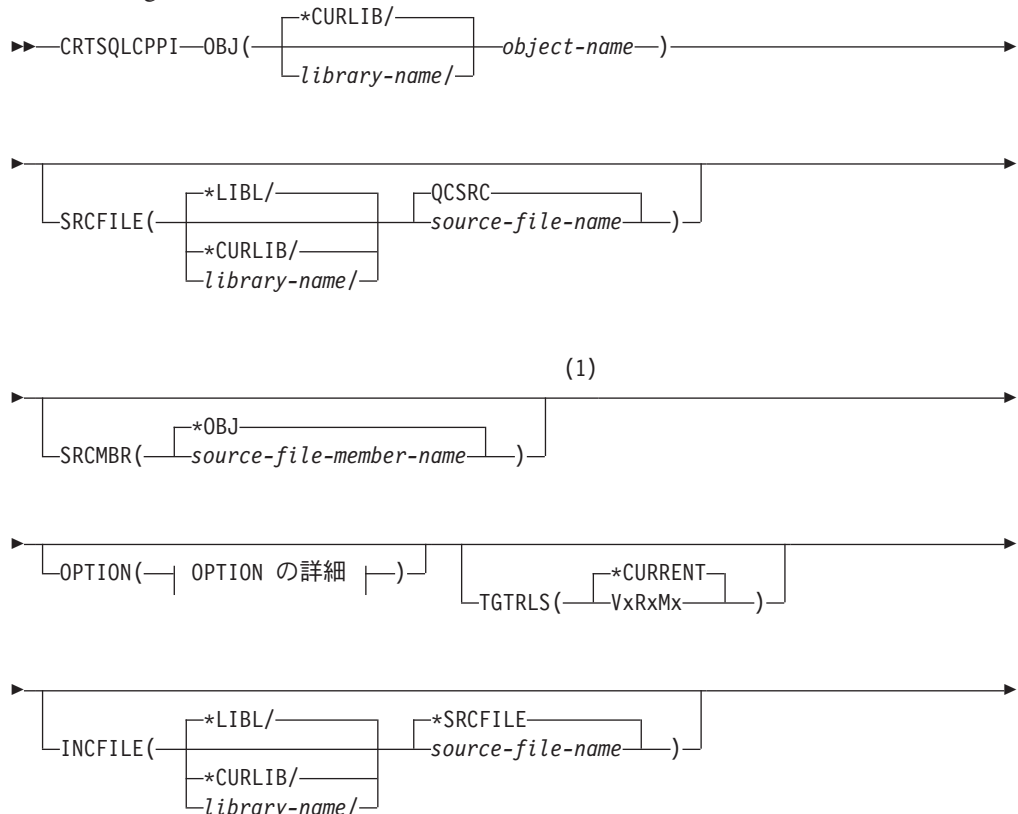 *CURLIB/
CRTSQLCPPI OBJ( object-name )
library-name/
*LIBL/ QCSRC
SRCFILE( source-file-name )
*CURLIB/
library-name/
(1)
*OBJ
SRCMBR( source-file-member-name )
OPTION( OPTION の詳細 ) *CURRENT
TGTRLS( VxRxMx )
*LIBL/ *SRCFILE
INCFILE( source-file-name )
*CURLIB/
library-name/